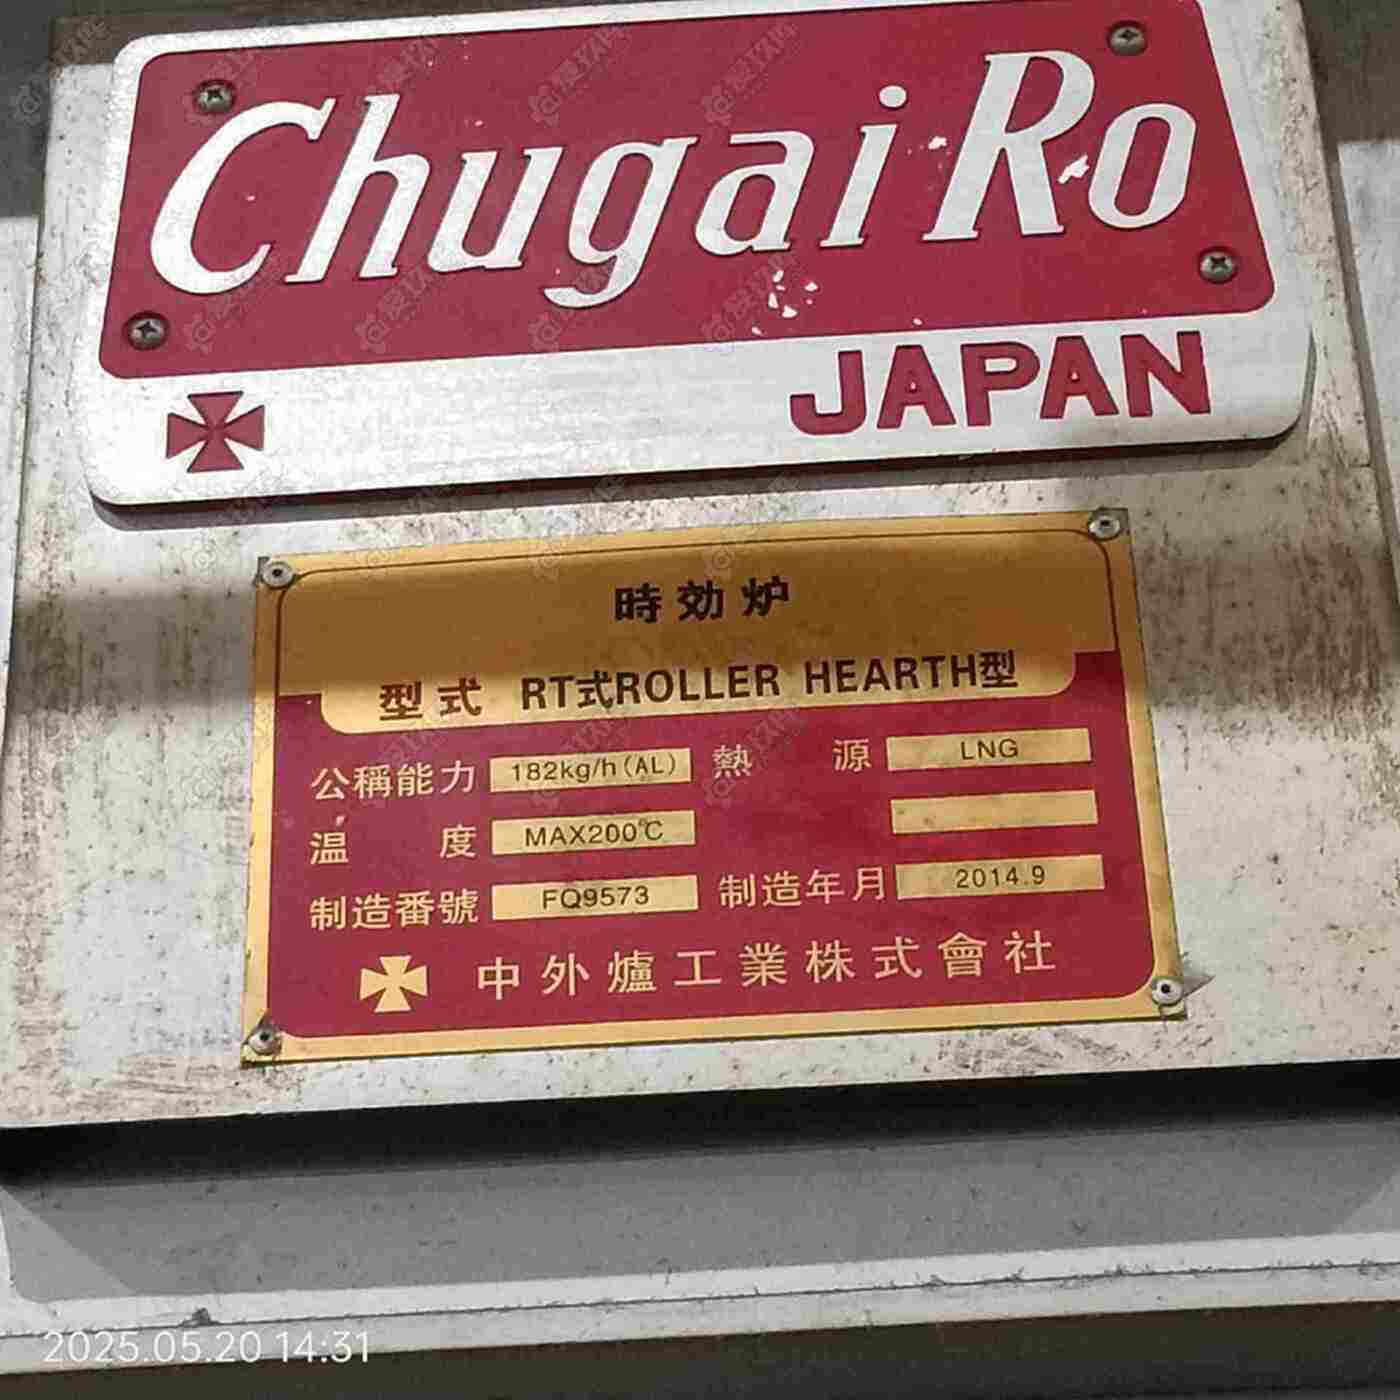 Chugai Ro
JAPAN
時効炉
型式 RT式ROLLER HEARTH型
公稱能力 182kg/h(AL) 熱源 LNG
温度 MAX200℃
制造番號 FQ9573 制造年月 2014.9
中外爐工業株式會社
2025.05.20 14:31